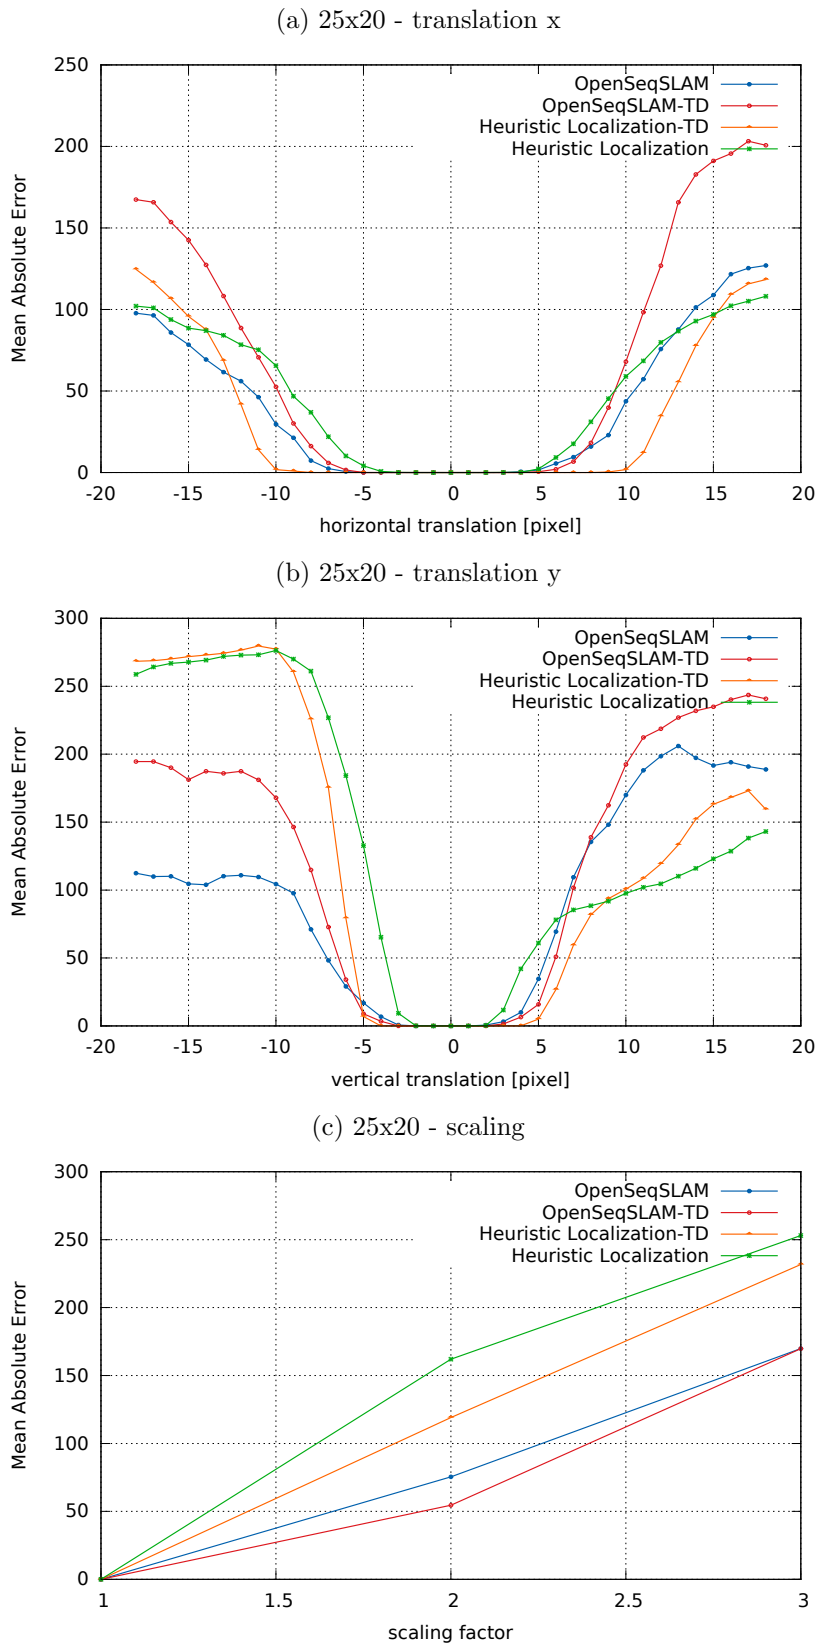 (a) 25x20 - translation x
250
200
150
100
50
0
Mean Absolute Error
OpenSeqSLAM
OpenSeqSLAM-TD
Heuristic Localization-TD
Heuristic Localization
-20 -15 -10 -5 0 5 10 15 20
horizontal translation [pixel]
(b) 25x20 - translation y
300
250
200
150
100
50
0
Mean Absolute Error
OpenSeqSLAM
OpenSeqSLAM-TD
Heuristic Localization-TD
Heuristic Localization
-20 -15 -10 -5 0 5 10 15 20
vertical translation [pixel]
(c) 25x20 - scaling
300
250
200
150
100
50
0
Mean Absolute Error
OpenSeqSLAM
OpenSeqSLAM-TD
Heuristic Localization-TD
Heuristic Localization
1 1.5 2 2.5 3
scaling factor